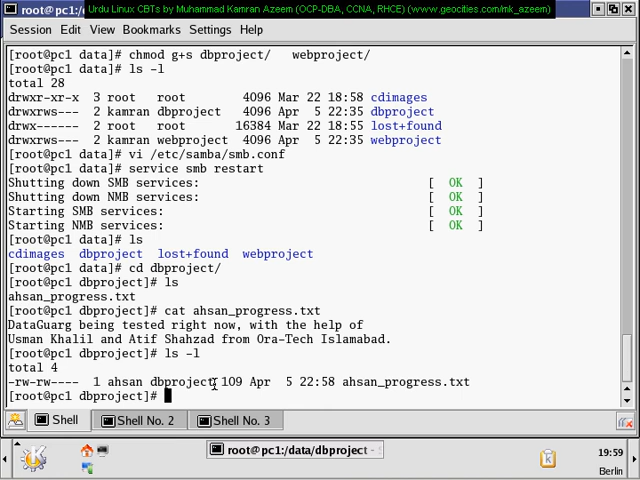 root@pc1:/
Urdu Linux CBTs by Muhammad Kamran Azeem (OCP-DBA, CCNA, RHCE) (www.geocities.com/mk_azeem)
Session Edit View Bookmarks Settings Help
[root@pc1 data]# chmod g+s dbproject/   webproject/
[root@pc1 data]# ls -l
total 28
drwxr-xr-x  3 root   root        4096 Mar 22 18:58 cdimages
drwxrws---  2 kamran dbproject   4096 Apr  5 22:35 dbproject
drwx------  2 root   root       16384 Mar 22 18:55 lost+found
drwxrws---  2 kamran webproject  4096 Apr  5 22:35 webproject
[root@pc1 data]# vi /etc/samba/smb.conf
[root@pc1 data]# service smb restart
Shutting down SMB services:                                [  OK  ]
Shutting down NMB services:                                [  OK  ]
Starting SMB services:                                     [  OK  ]
Starting NMB services:                                     [  OK  ]
[root@pc1 data]# ls
cdimages  dbproject  lost+found  webproject
[root@pc1 data]# cd dbproject/
[root@pc1 dbproject]# ls
ahsan_progress.txt
[root@pc1 dbproject]# cat ahsan_progress.txt
DataGuarg being tested right now, with the help of
Usman Khalil and Atif Shahzad from Ora-Tech Islamabad.
[root@pc1 dbproject]# ls -l
total 4
-rw-rw----  1 ahsan dbproject 109 Apr  5 22:58 ahsan_progress.txt
[root@pc1 dbproject]#
Shell Shell No. 2 Shell No. 3
root@pc1:/data/dbproject -
19:59
Berlin